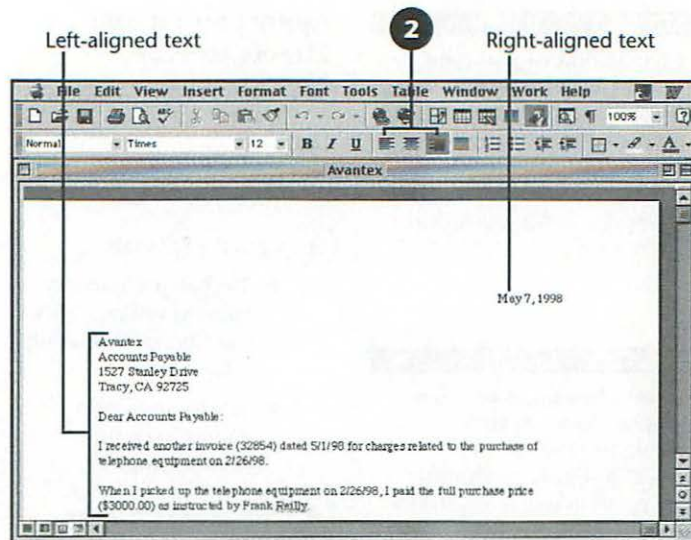 2
Left-aligned text Right-aligned text
File Edit View Insert Format Font Tools Table Window Work Help
100%
Normal Times 12 B I U A
Avantex
May 7, 1998
Avantex
Accounts Payable
1527 Stanley Drive
Tracy, CA 92725
Dear Accounts Payable:
I received another invoice (32854) dated 5/1/98 for charges related to the purchase of
telephone equipment on 2/26/98.
When I picked up the telephone equipment on 2/26/98, I paid the full purchase price
($3000.00) as instructed by Frank Reilly.